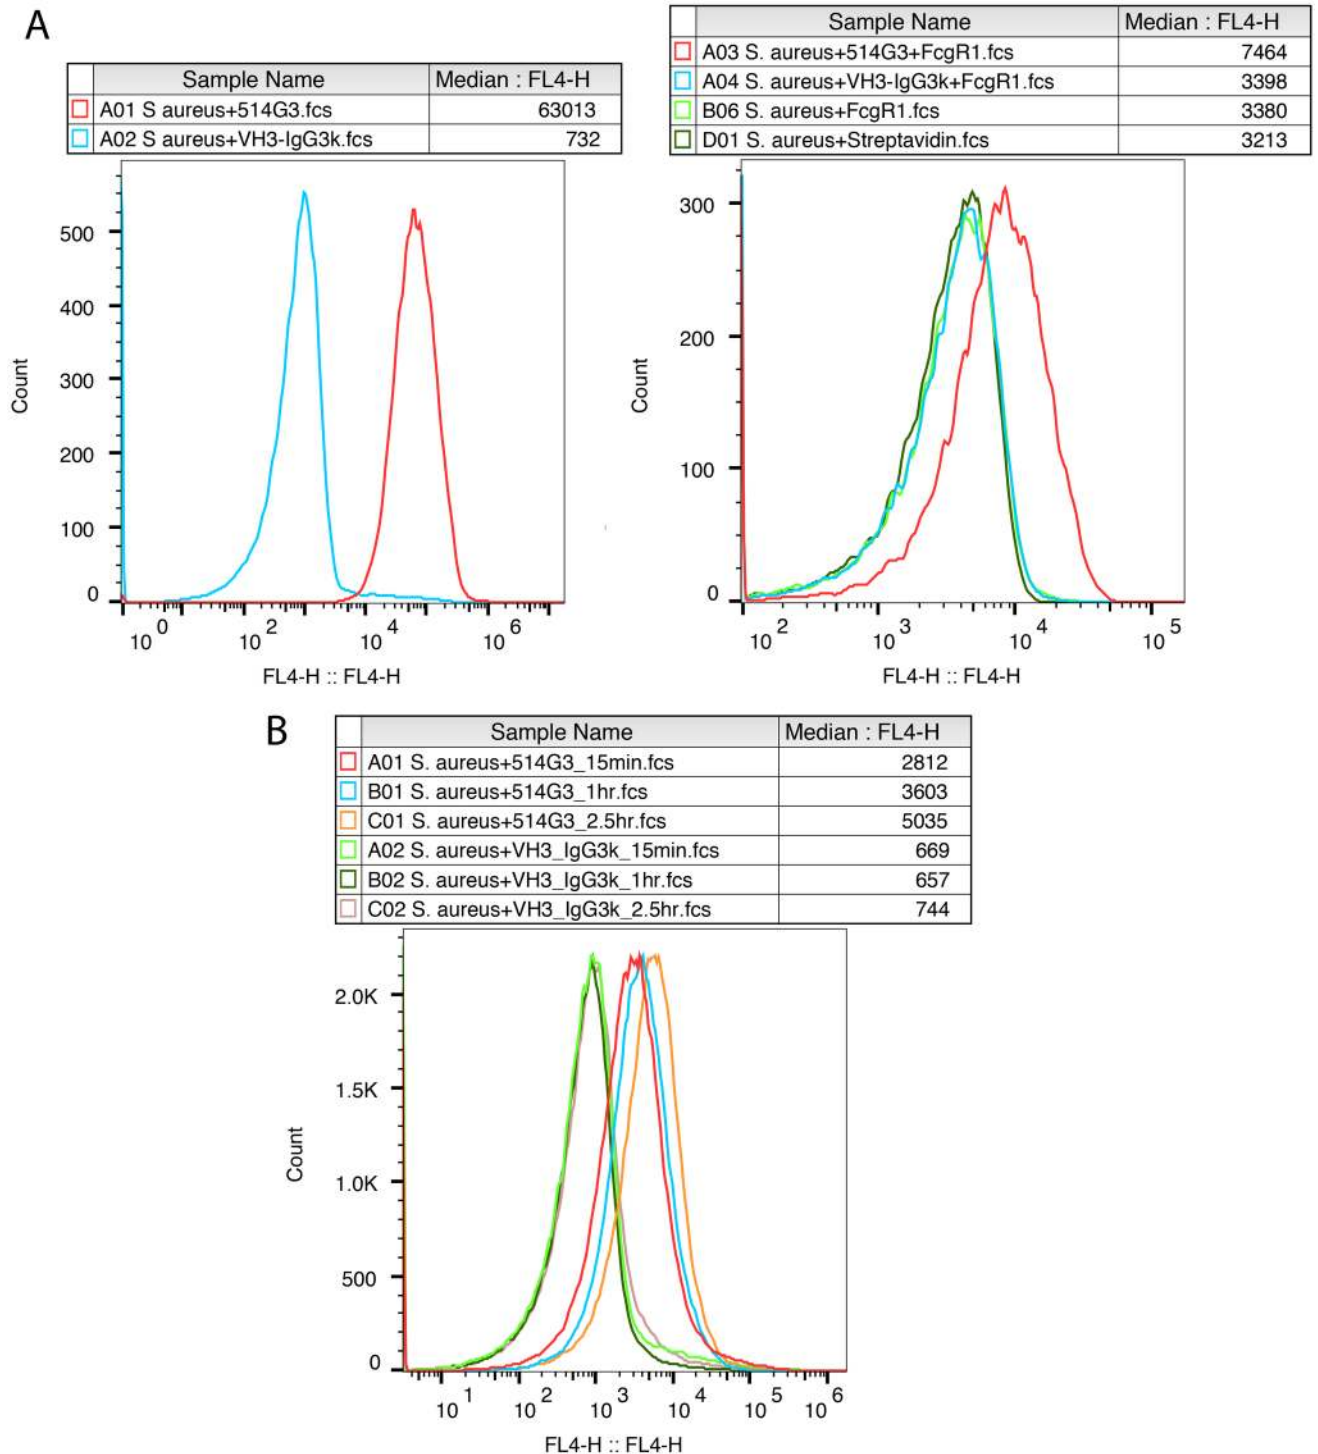 A
Sample Name Median : FL4-H
A01 S aureus+514G3.fcs 63013
A02 S aureus+VH3-IgG3k.fcs 732
500
400
300
200
100
0
Count
10 0 10 2 10 4 10 6
FL4-H :: FL4-H
Sample Name Median : FL4-H
A03 S. aureus+514G3+FcgR1.fcs 7464
A04 S. aureus+VH3-IgG3k+FcgR1.fcs 3398
B06 S. aureus+FcgR1.fcs 3380
D01 S. aureus+Streptavidin.fcs 3213
300
200
100
0
Count
10 2 10 3 10 4 10 5
FL4-H :: FL4-H
B
Sample Name Median : FL4-H
A01 S. aureus+514G3_15min.fcs 2812
B01 S. aureus+514G3_1hr.fcs 3603
C01 S. aureus+514G3_2.5hr.fcs 5035
A02 S. aureus+VH3_IgG3k_15min.fcs 669
B02 S. aureus+VH3_IgG3k_1hr.fcs 657
C02 S. aureus+VH3_IgG3k_2.5hr.fcs 744
2.0K
1.5K
1.0K
500
0
Count
10 1 10 2 10 3 10 4 10 5 10 6
FL4-H :: FL4-H